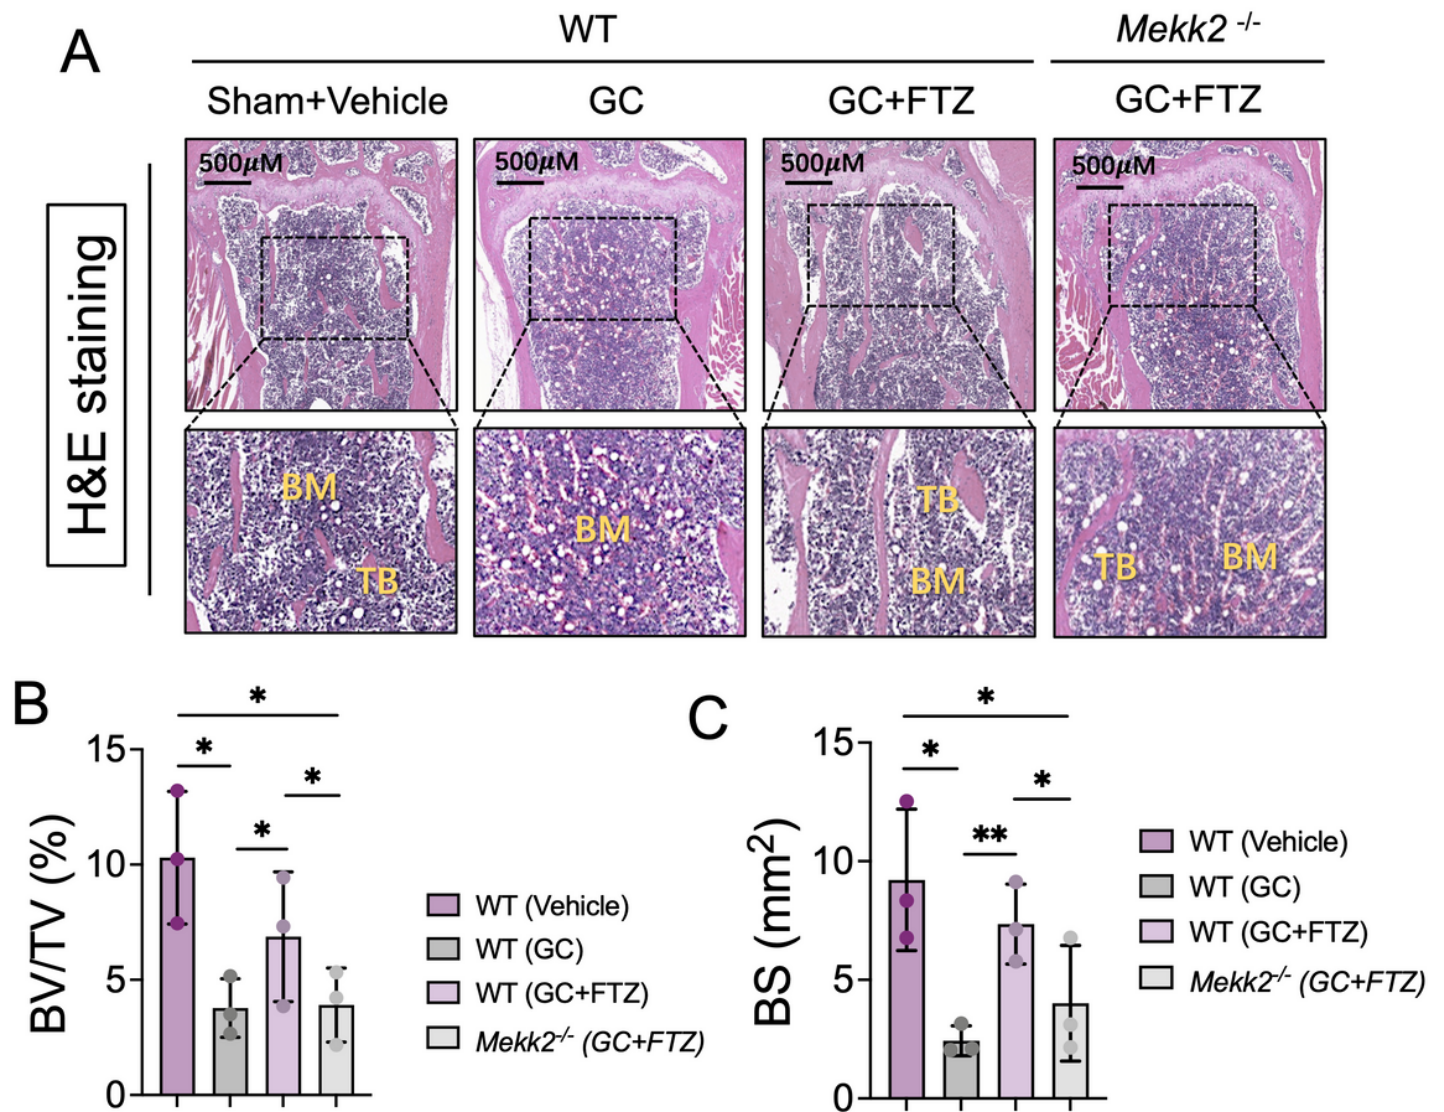 A
WT
Mekk2 -/-
Sham+Vehicle
GC
GC+FTZ
GC+FTZ
H&E staining
500μM
500μM
500μM
500μM
BM
TB
BM
TB
BM
TB
BM
B
BV/TV (%)
15
10
5
0
*
*
*
*
WT (Vehicle)
WT (GC)
WT (GC+FTZ)
Mekk2-/- (GC+FTZ)
C
BS (mm2)
15
10
5
0
*
*
*
**
WT (Vehicle)
WT (GC)
WT (GC+FTZ)
Mekk2-/- (GC+FTZ)